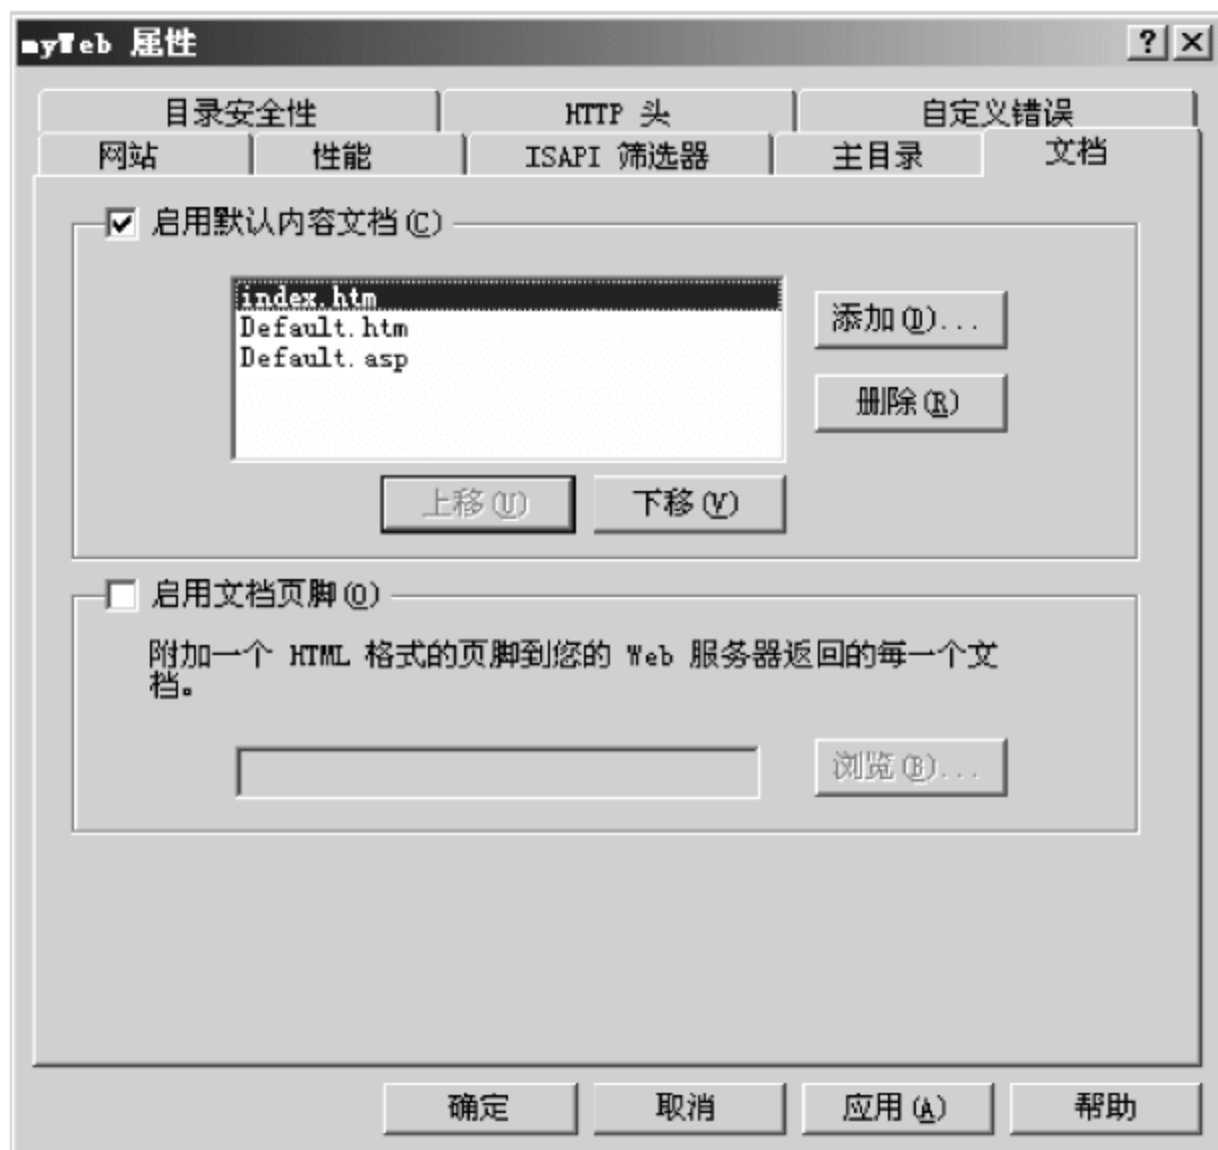 myWeb 属性
目录安全性 HTTP 头 自定义错误
网站 性能 ISAPI 筛选器 主目录 文档
启用默认内容文档(C)
index.htm
Default.htm
Default.asp
添加(D)...
删除(R)
上移(U) 下移(V)
启用文档页脚(O)
附加一个 HTML 格式的页脚到您的 Web 服务器返回的每一个文
档。
浏览(B)...
确定 取消 应用(A) 帮助